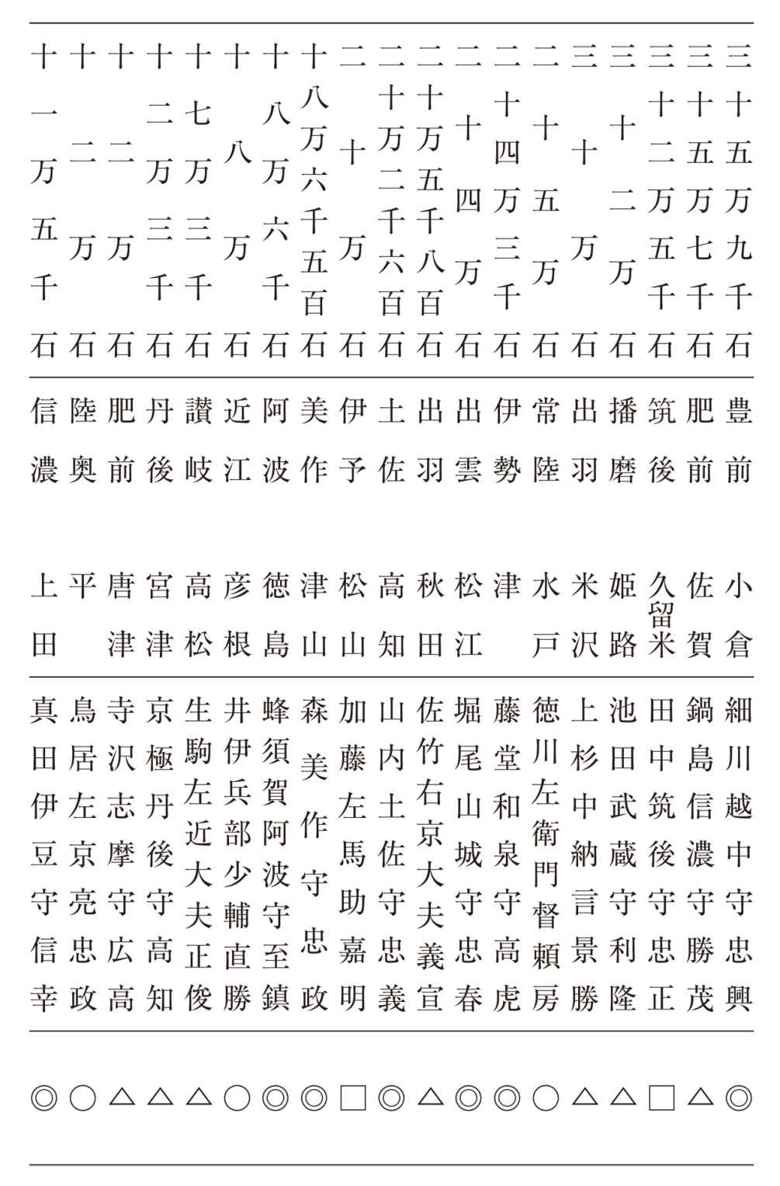 三十五万九千石 豊前 小倉 細川越中守忠興 ◎
三十五万七千石 肥前 佐賀 鍋島信濃守勝茂 △
三十二万五千石 筑後 久留米 田中筑後守忠正 □
三十二万石 播磨 姫路 池田武蔵守利隆 △
三十万石 出羽 米沢 上杉中納言景勝 △
二十五万石 常陸 水戸 徳川左衛門督頼房 ○
二十四万三千石 伊勢 津 藤堂和泉守高虎 ◎
二十四万石 出雲 松江 堀尾山城守忠春 ◎
二十万五千八百石 出羽 秋田 佐竹右京大夫義宣 △
二十万二千六百石 土佐 高知 山内土佐守忠義 ◎
二十万石 伊予 松山 加藤左馬助嘉明 □
十八万六千五百石 美作 津山 森美作守忠政 ◎
十八万六千石 阿波 徳島 蜂須賀阿波守至鎮 ◎
十八万石 近江 彦根 井伊兵部少輔直勝 ○
十七万三千石 讃岐 高松 生駒左近大夫正俊 △
十二万三千石 丹後 宮津 京極丹後守高知 △
十二万石 肥前 唐津 寺沢志摩守広高 △
十二万石 陸奥 平 鳥居左京亮忠政 ○
十一万五千石 信濃 上田 真田伊豆守信幸 ◎